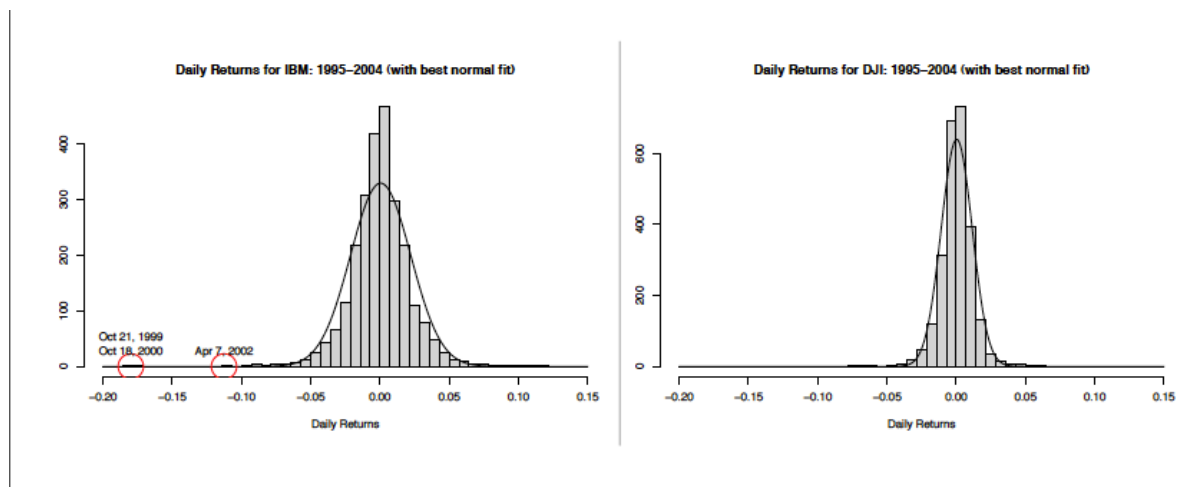 Daily Returns for IBM: 1995–2004 (with best normal fit)
400
300
200
100
0
Oct 21, 1999
Oct 18, 2000
Apr 7, 2002
−0.20 −0.15 −0.10 −0.05 0.00 0.05 0.10 0.15
Daily Returns
Daily Returns for DJI: 1995–2004 (with best normal fit)
600
400
200
0
−0.20 −0.15 −0.10 −0.05 0.00 0.05 0.10 0.15
Daily Returns